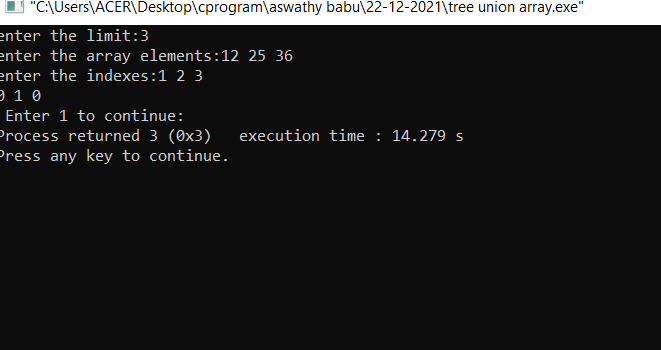 "C:\Users\ACER\Desktop\cprogram\aswathy babu\22-12-2021\tree union array.exe"
enter the limit:3
enter the array elements:12 25 36
enter the indexes:1 2 3
0 1 0
Enter 1 to continue:
Process returned 3 (0x3)   execution time : 14.279 s
Press any key to continue.